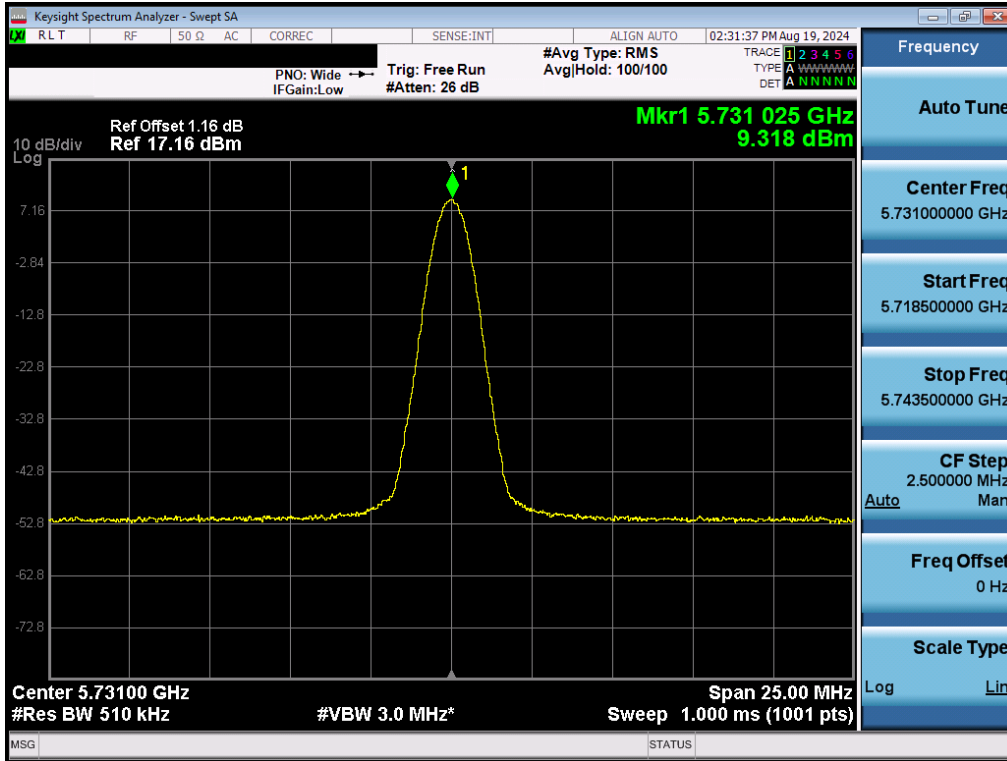 Keysight Spectrum Analyzer - Swept SA
LXI RLT RF 50 Ω AC CORREC SENSE:INT ALIGN AUTO 02:31:37 PM Aug 19, 2024
Frequency
PNO: Wide
IFGain:Low
Trig: Free Run
#Atten: 26 dB
#Avg Type: RMS
Avg|Hold: 100/100
TRACE 1 2 3 4 5 6
TYPE A WWWWW
DET A N N N N N
Auto Tune
Mkr1 5.731 025 GHz
9.318 dBm
Ref Offset 1.16 dB
10 dB/div Ref 17.16 dBm
Log
1
7.16
-2.84
-12.8
-22.8
-32.8
-42.8
-52.8
-62.8
-72.8
Center Freq
5.731000000 GHz
Start Freq
5.718500000 GHz
Stop Freq
5.743500000 GHz
CF Step
2.500000 MHz
Auto Man
Freq Offset
0 Hz
Scale Type
Log Lin
Center 5.73100 GHz Span 25.00 MHz
#Res BW 510 kHz #VBW 3.0 MHz* Sweep 1.000 ms (1001 pts)
MSG STATUS